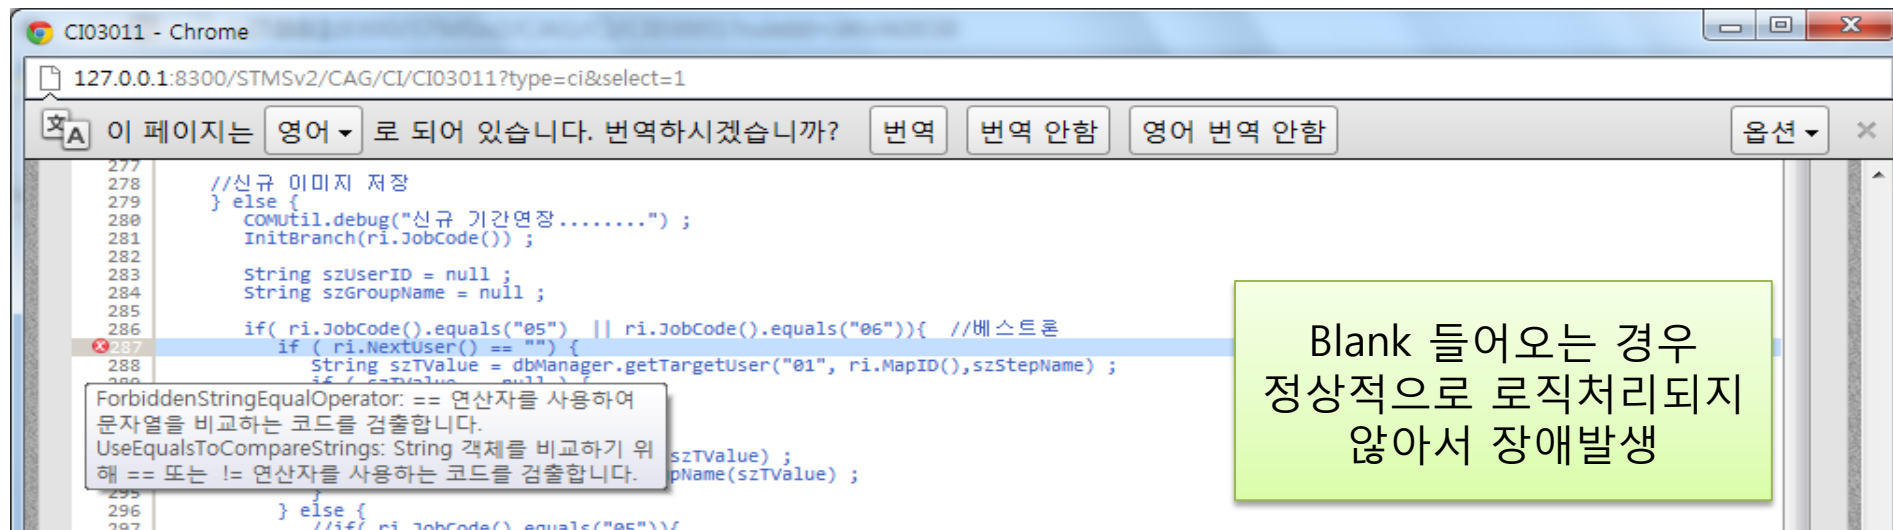 CI03011 - Chrome
127.0.0.1:8300/STMSv2/CAG/CI/CI03011?type=ci&select=1
이 페이지는 영어 로 되어 있습니다. 번역하시겠습니까? 번역 번역 안함 영어 번역 안함 옵션
277
278 //신규 이미지 저장
279 } else {
280 COMUtil.debug("신규 기간연장........") ;
281 InitBranch(ri.JobCode()) ;
282
283 String szUserID = null ;
284 String szGroupName = null ;
285
286 if( ri.JobCode().equals("05") || ri.JobCode().equals("06")){ //베스트론
287 if ( ri.NextUser() == "") {
288 String szTValue = dbManager.getTargetUser("01", ri.MapID(),szStepName) ;
ForbiddenStringEqualOperator: == 연산자를 사용하여
문자열을 비교하는 코드를 검출합니다.
UseEqualsToCompareStrings: String 객체를 비교하기 위
해 == 또는 != 연산자를 사용하는 코드를 검출합니다.
szTValue) ;
pName(szTValue) ;
295 }
296 } else {
297 //if( ri.JobCode().equals("05")){
Blank 들어오는 경우
정상적으로 로직처리되지
않아서 장애발생